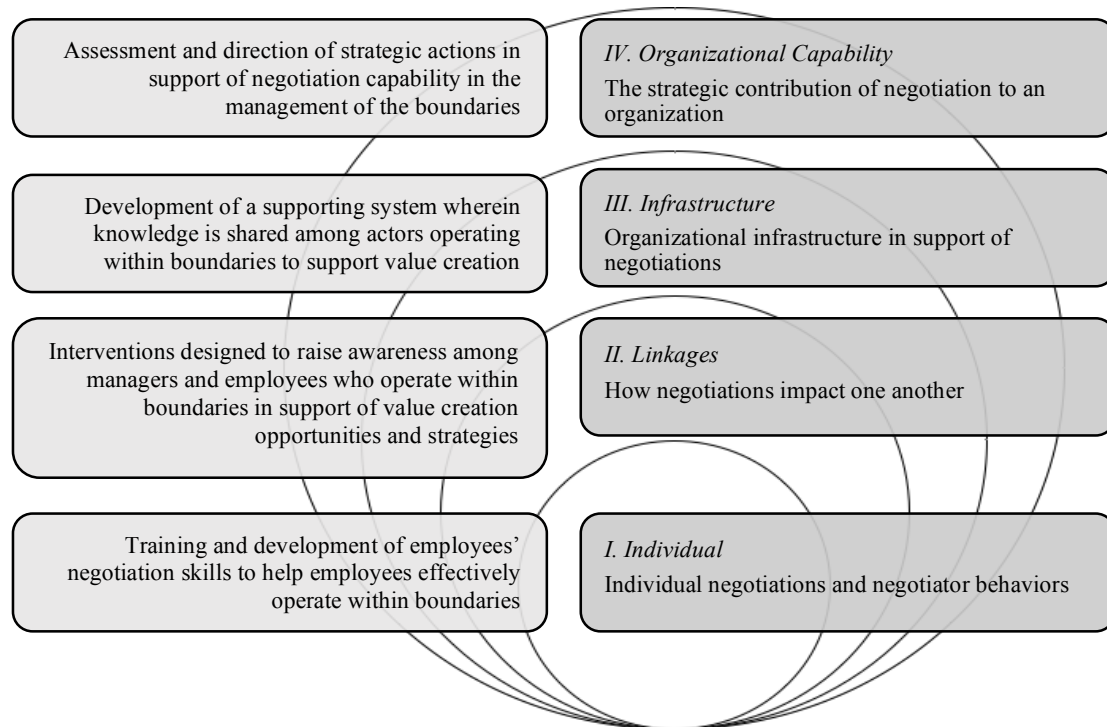 Assessment and direction of strategic actions in
support of negotiation capability in the
management of the boundaries
IV. Organizational Capability
The strategic contribution of negotiation to an
organization
Development of a supporting system wherein
knowledge is shared among actors operating
within boundaries to support value creation
III. Infrastructure
Organizational infrastructure in support of
negotiations
Interventions designed to raise awareness among
managers and employees who operate within
boundaries in support of value creation
opportunities and strategies
II. Linkages
How negotiations impact one another
Training and development of employees’
negotiation skills to help employees effectively
operate within boundaries
I. Individual
Individual negotiations and negotiator behaviors